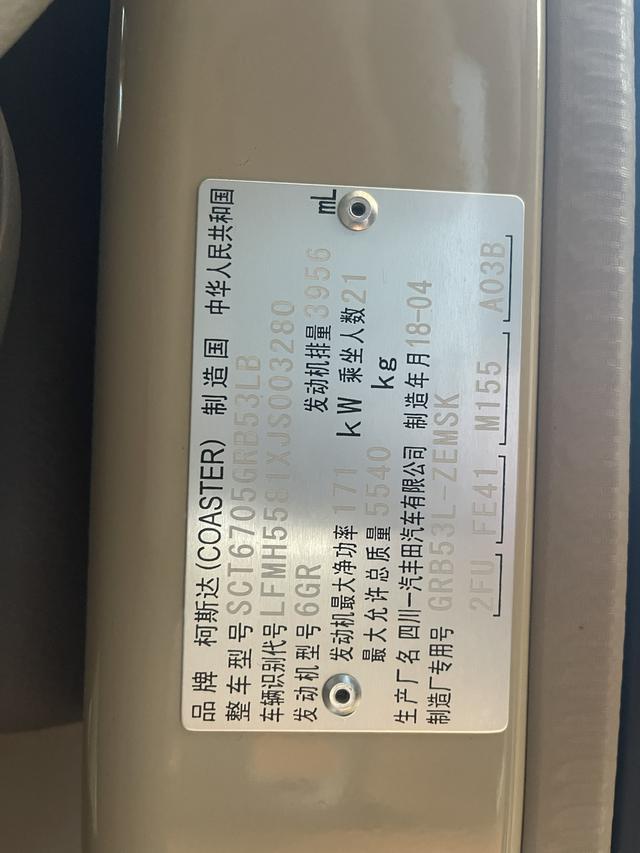 品牌 柯斯达(COASTER) 制造国 中华人民共和国
整车型号 SCT6705GRB53LB
车辆识别代号 LFMH5581XJS003280
发动机型号 6GR 发动机排量 3956 mL
发动机最大净功率 171 kW 乘坐人数 21
最大允许总质量 5540 kg
生产厂名 四川一汽丰田汽车有限公司 制造年月 18-04
制造厂专用号 GRB53L-ZEMSK
2FU FE41 M155 A03B